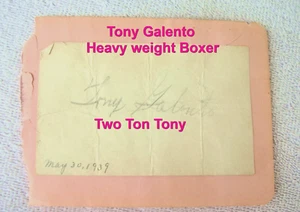 Tony Galento
Heavy weight Boxer
Tony Galento
Two Ton Tony
May 30, 1939